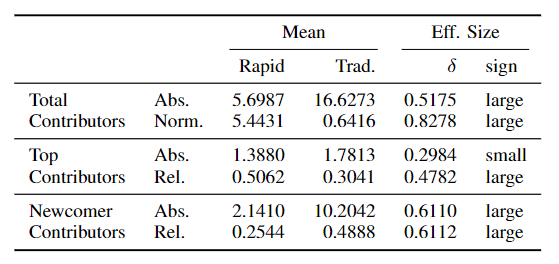 Mean Eff. Size
Rapid Trad. δ sign
Total Abs. 5.6987 16.6273 0.5175 large
Contributors Norm. 5.4431 0.6416 0.8278 large
Top Abs. 1.3880 1.7813 0.2984 small
Contributors Rel. 0.5062 0.3041 0.4782 large
Newcomer Abs. 2.1410 10.2042 0.6110 large
Contributors Rel. 0.2544 0.4888 0.6112 large